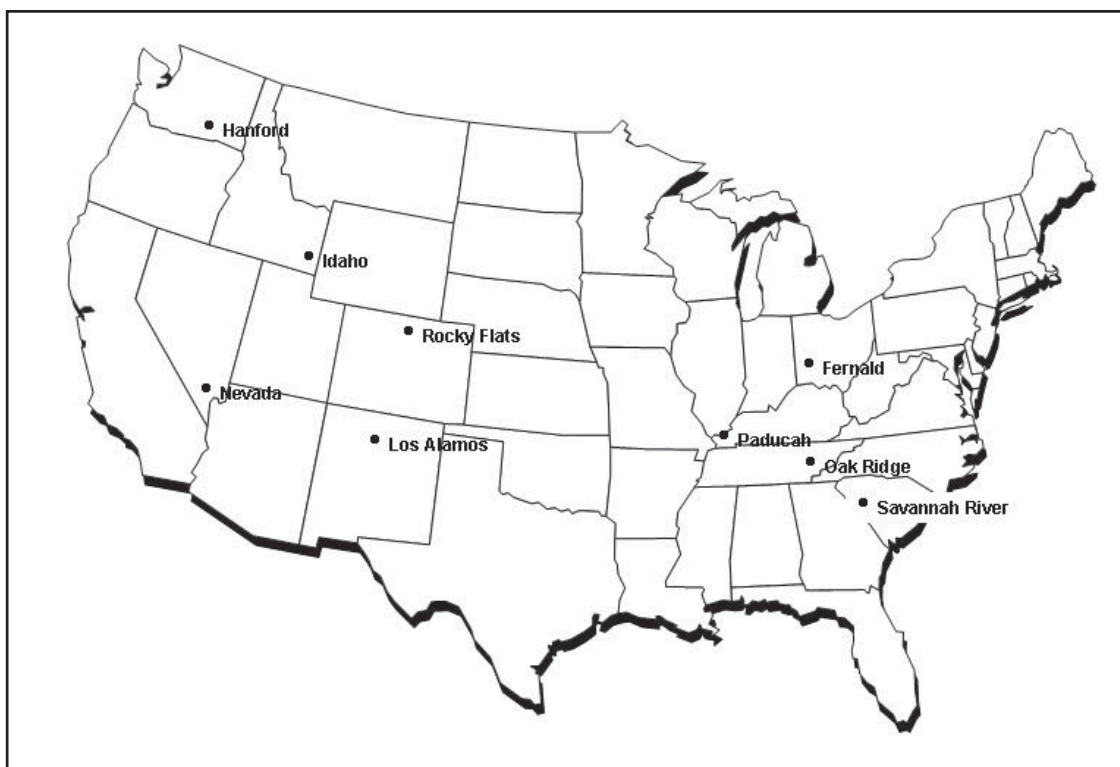 Hanford
Idaho
Rocky Flats
Nevada
Fernald
Los Alamos
Paducah
Oak Ridge
Savannah River